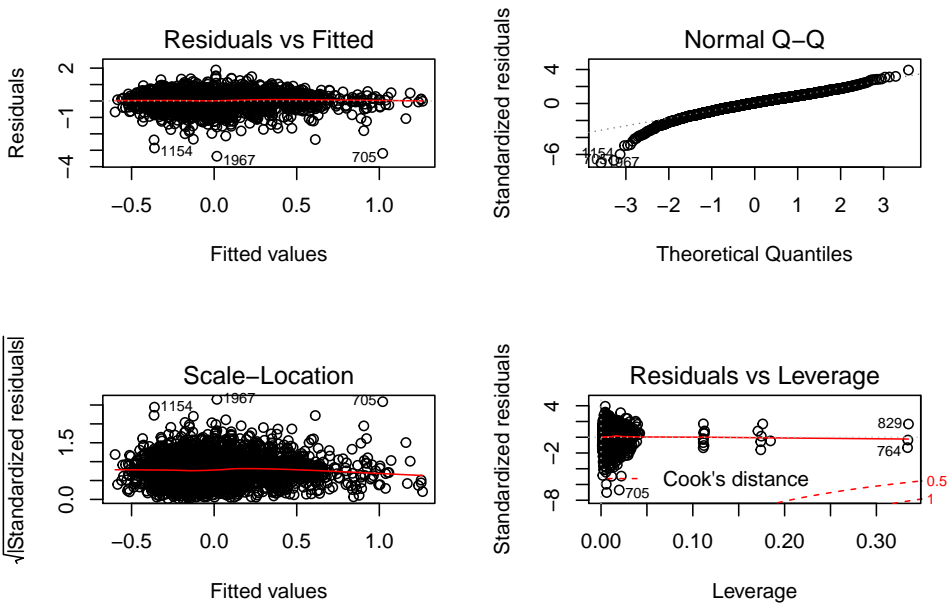 Residuals vs Fitted
Residuals
2
−1
−4
1154
1967
705
−0.5 0.0 0.5 1.0
Fitted values
Normal Q−Q
Standardized residuals
4
0
−6
1154
705
1967
−3 −2 −1 0 1 2 3
Theoretical Quantiles
Scale−Location
√|Standardized residuals|
1.5
0.0
1154
1967
705
−0.5 0.0 0.5 1.0
Fitted values
Residuals vs Leverage
Standardized residuals
4
−2
−8
829
764
Cook's distance
705
0.5
1
0.00 0.10 0.20 0.30
Leverage